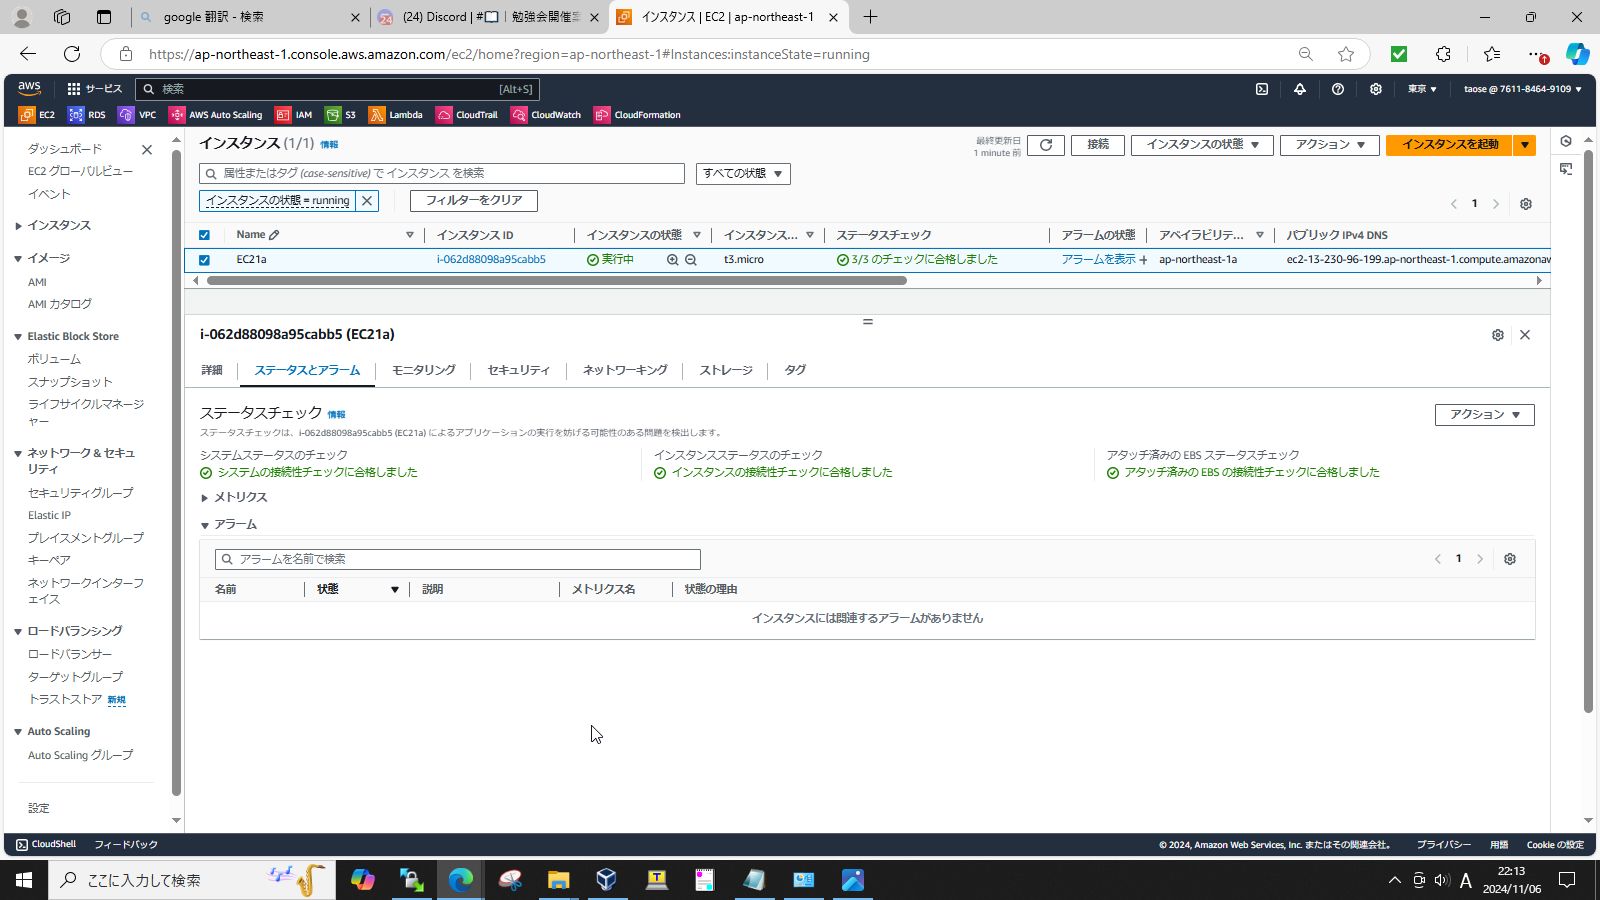 google 翻訳 - 検索
(24) Discord | #📖 | 勉強会開催案
インスタンス | EC2 | ap-northeast-1
https://ap-northeast-1.console.aws.amazon.com/ec2/home?region=ap-northeast-1#Instances:instanceState=running
aws
サービス
検索
[Alt+S]
東京
taose @ 7611-8464-9109
EC2 RDS VPC AWS Auto Scaling IAM S3 Lambda CloudTrail CloudWatch CloudFormation
ダッシュボード
EC2 グローバルビュー
イベント
インスタンス
イメージ
AMI
AMI カタログ
Elastic Block Store
ボリューム
スナップショット
ライフサイクルマネージ
ャー
ネットワーク & セキュ
リティ
セキュリティグループ
Elastic IP
プレイスメントグループ
キーペア
ネットワークインターフ
ェイス
ロードバランシング
ロードバランサー
ターゲットグループ
トラストストア 新規
Auto Scaling
Auto Scaling グループ
設定
インスタンス (1/1) 情報
最終更新日
1 minute 前
接続
インスタンスの状態
アクション
インスタンスを起動
属性またはタグ (case-sensitive) で インスタンス を検索
すべての状態
インスタンスの状態 = running
フィルターをクリア
1
Name インスタンス ID インスタンスの状態 インスタンス... ステータスチェック アラームの状態 アベイラビリテ... パブリック IPv4 DNS
EC21a i-062d88098a95cabb5 実行中 t3.micro 3/3 のチェックに合格しました アラームを表示 + ap-northeast-1a ec2-13-230-96-199.ap-northeast-1.compute.amazonaw
i-062d88098a95cabb5 (EC21a)
詳細 ステータスとアラーム モニタリング セキュリティ ネットワーキング ストレージ タグ
ステータスチェック 情報
アクション
ステータスチェックは、i-062d88098a95cabb5 (EC21a) によるアプリケーションの実行を妨げる可能性のある問題を検出します。
システムステータスのチェック
システムの接続性チェックに合格しました
インスタンスステータスのチェック
インスタンスの接続性チェックに合格しました
アタッチ済みの EBS ステータスチェック
アタッチ済みの EBS の接続性チェックに合格しました
メトリクス
アラーム
アラームを名前で検索
1
名前 状態 説明 メトリクス名 状態の理由
インスタンスには関連するアラームがありません
CloudShell フィードバック
© 2024, Amazon Web Services, Inc. またはその関連会社。 プライバシー 用語 Cookie の設定
ここに入力して検索
A
22:13
2024/11/06